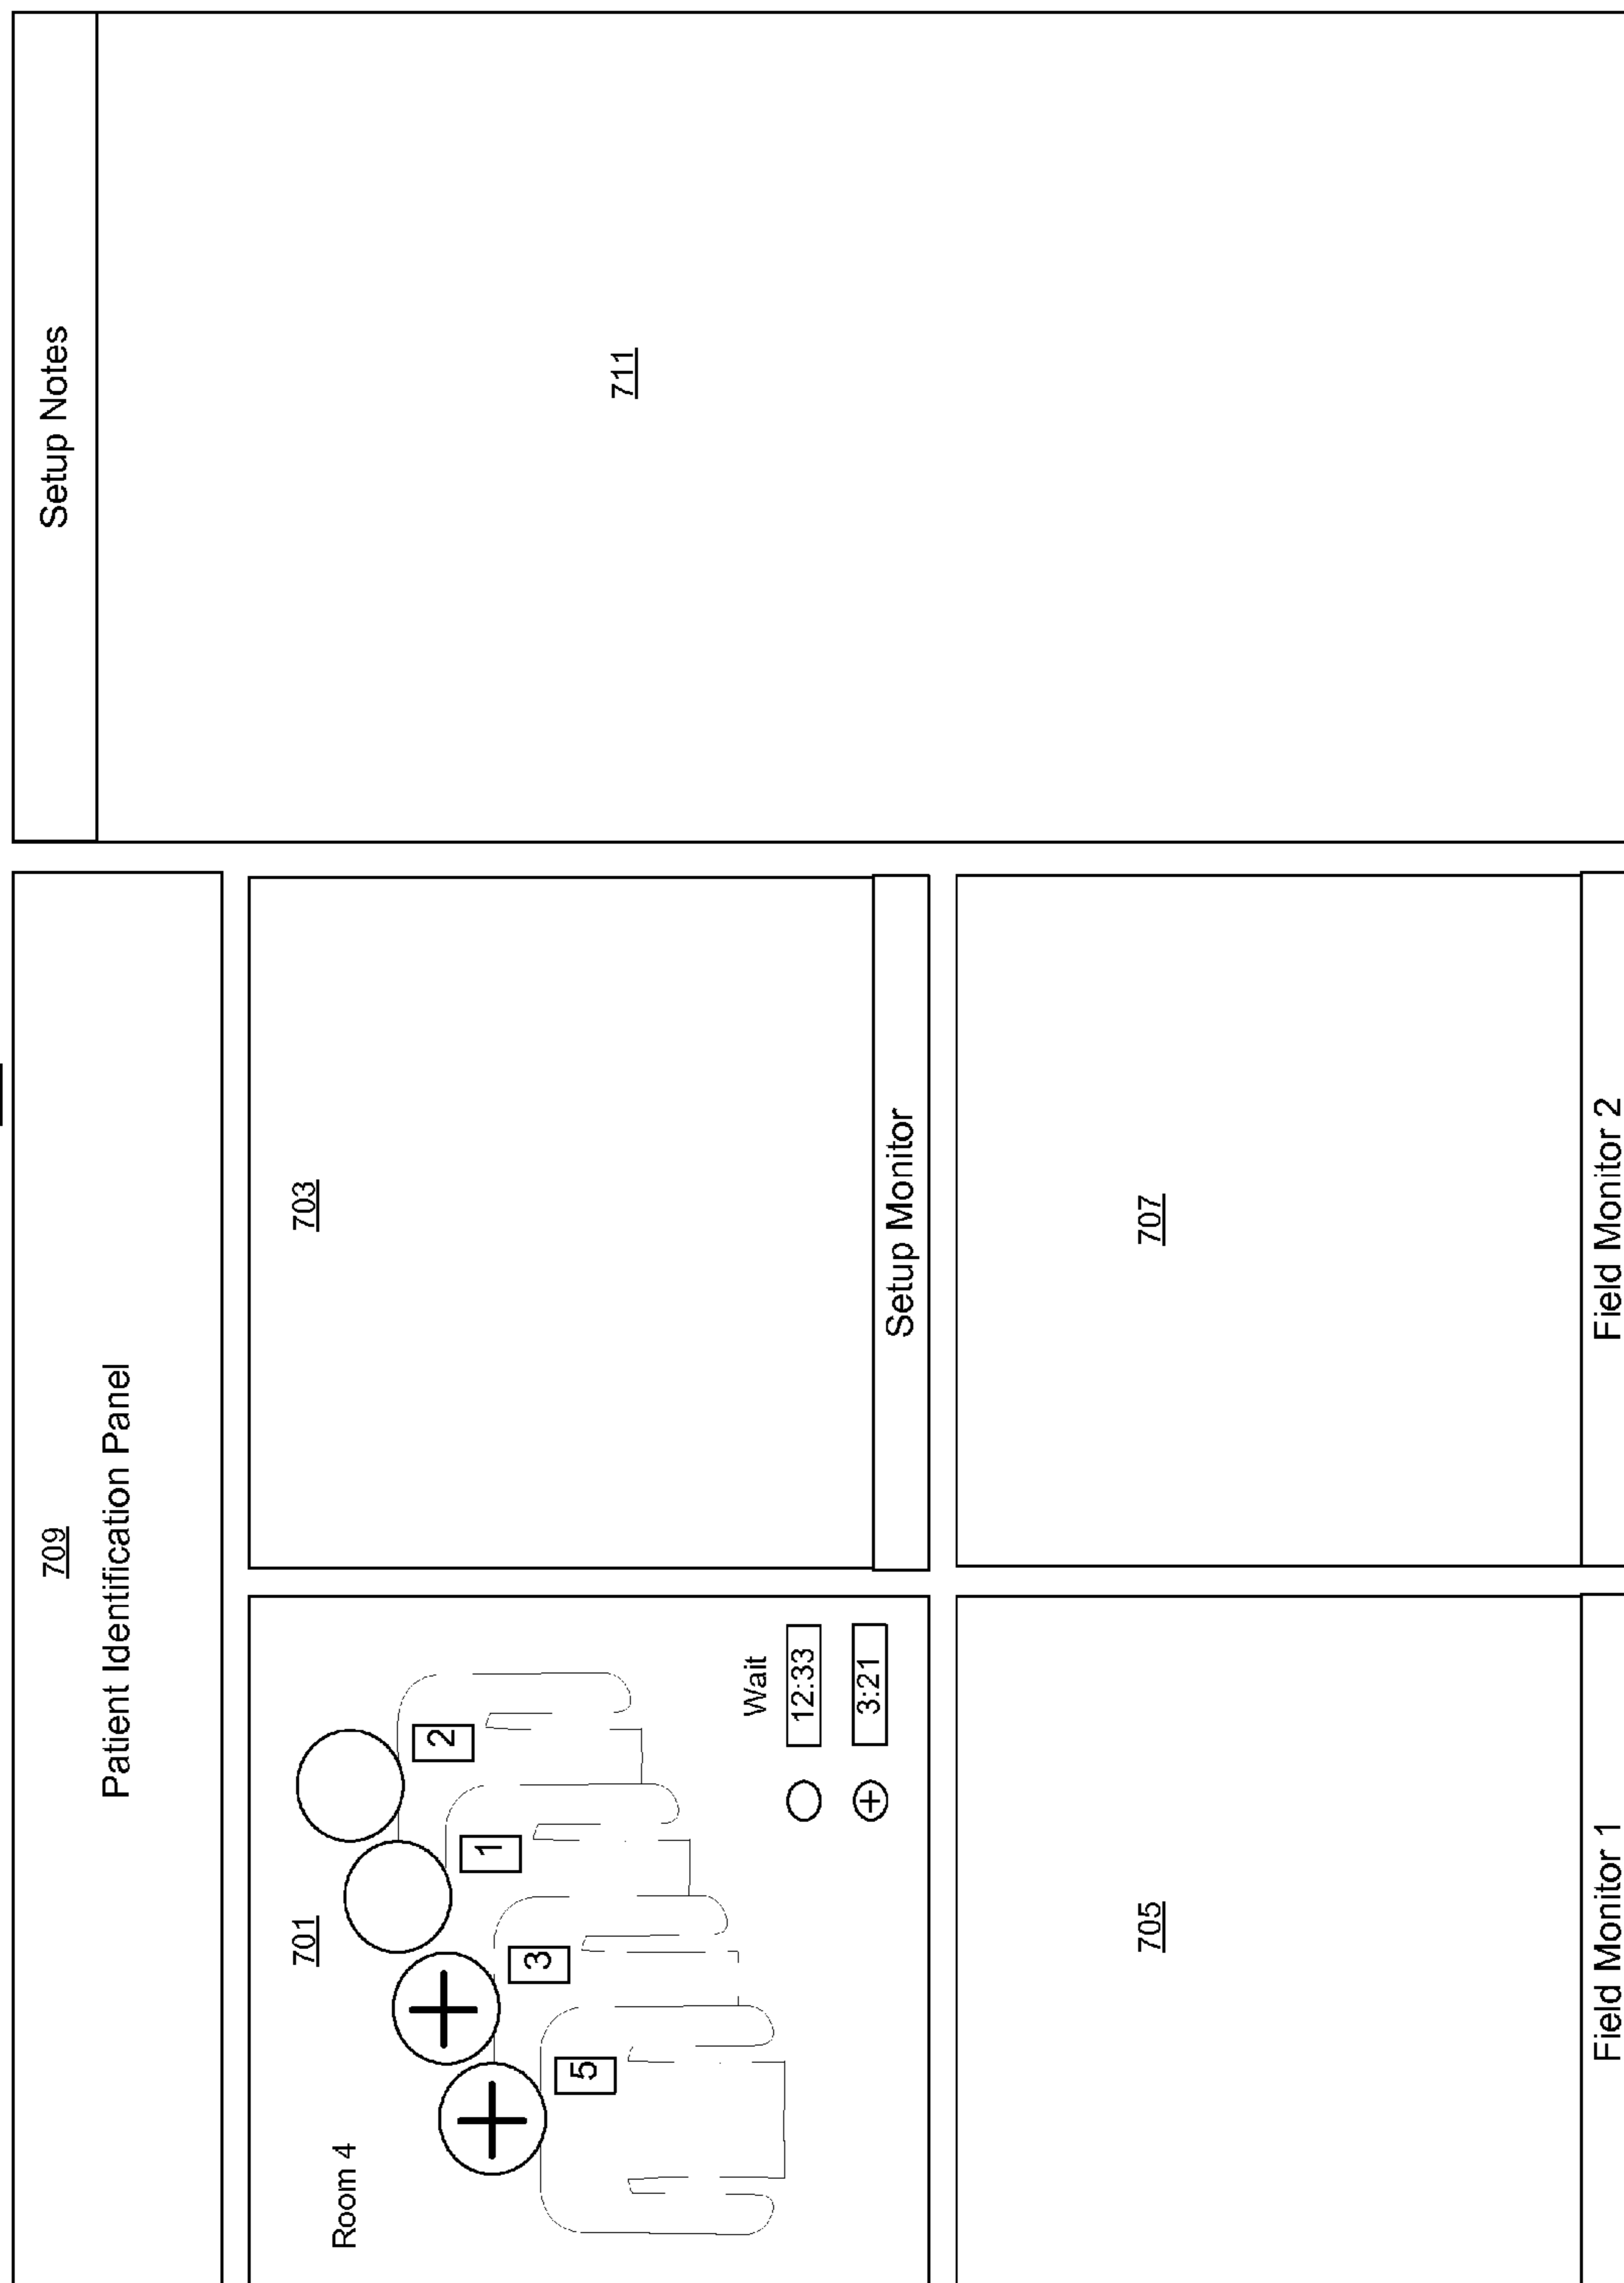 709
Patient Identification Panel
Room 4
701
5
3
1
2
Wait
12:33
3:21
703
Setup Monitor
705
Field Monitor 1
707
Field Monitor 2
Setup Notes
711